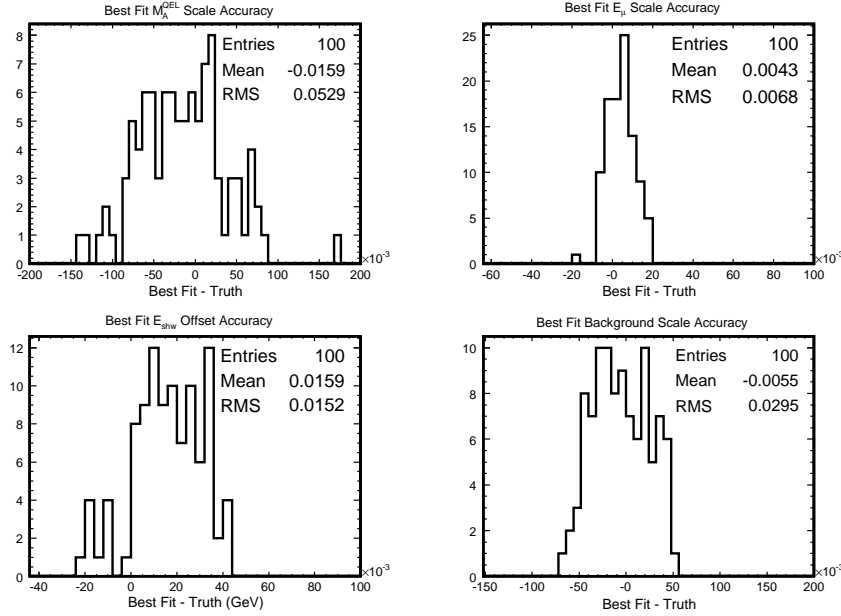 Best Fit M_A^QEL Scale Accuracy
Entries 100
Mean -0.0159
RMS 0.0529
8
7
6
5
4
3
2
1
0
-200 -150 -100 -50 0 50 100 150 200
×10^-3
Best Fit - Truth
Best Fit E_μ Scale Accuracy
Entries 100
Mean 0.0043
RMS 0.0068
25
20
15
10
5
0
-60 -40 -20 -0 20 40 60 80 100
×10^-3
Best Fit - Truth
Best Fit E_shw Offset Accuracy
Entries 100
Mean 0.0159
RMS 0.0152
12
10
8
6
4
2
0
-40 -20 0 20 40 60 80 100
×10^-3
Best Fit - Truth (GeV)
Best Fit Background Scale Accuracy
Entries 100
Mean -0.0055
RMS 0.0295
10
8
6
4
2
0
-150 -100 -50 -0 50 100 150 200
×10^-3
Best Fit - Truth